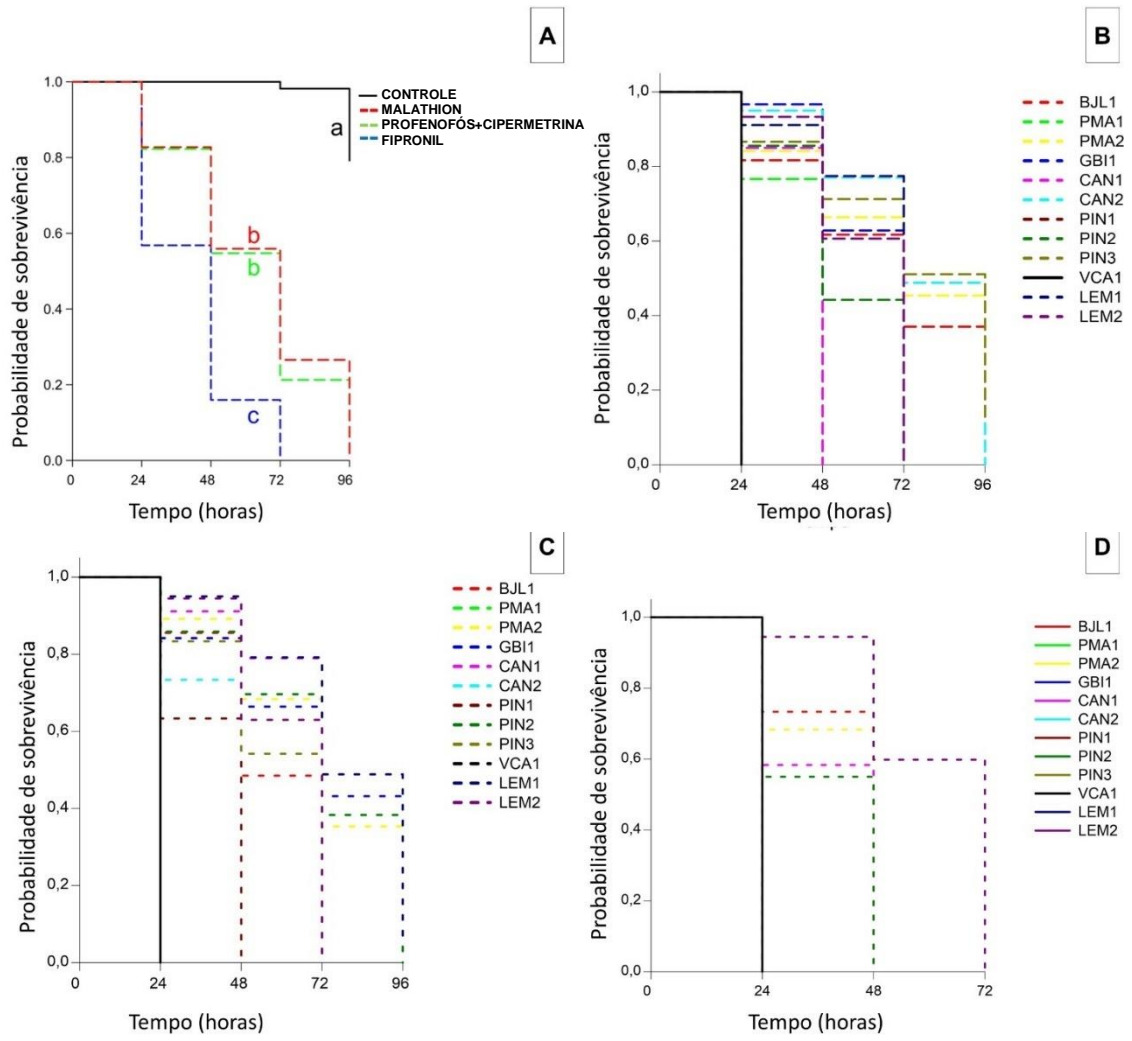 A
1.0
0.8
0.6
0.4
0.2
0.0
0
24
48
72
96
Probabilidade de sobrevivência
Tempo (horas)
CONTROLE
MALATHION
PROFENOFÓS+CIPERMETRINA
FIPRONIL
a
b
b
c
B
1,0
0,8
0,6
0,4
0,2
0,0
0
24
48
72
96
Probabilidade de sobrevivência
Tempo (horas)
BJL1
PMA1
PMA2
GBI1
CAN1
CAN2
PIN1
PIN2
PIN3
VCA1
LEM1
LEM2
C
1,0
0,8
0,6
0,4
0,2
0,0
0
24
48
72
96
Probabilidade de sobrevivência
Tempo (horas)
BJL1
PMA1
PMA2
GBI1
CAN1
CAN2
PIN1
PIN2
PIN3
VCA1
LEM1
LEM2
D
1,0
0,8
0,6
0,4
0,2
0,0
0
24
48
72
Probabilidade de sobrevivência
Tempo (horas)
BJL1
PMA1
PMA2
GBI1
CAN1
CAN2
PIN1
PIN2
PIN3
VCA1
LEM1
LEM2